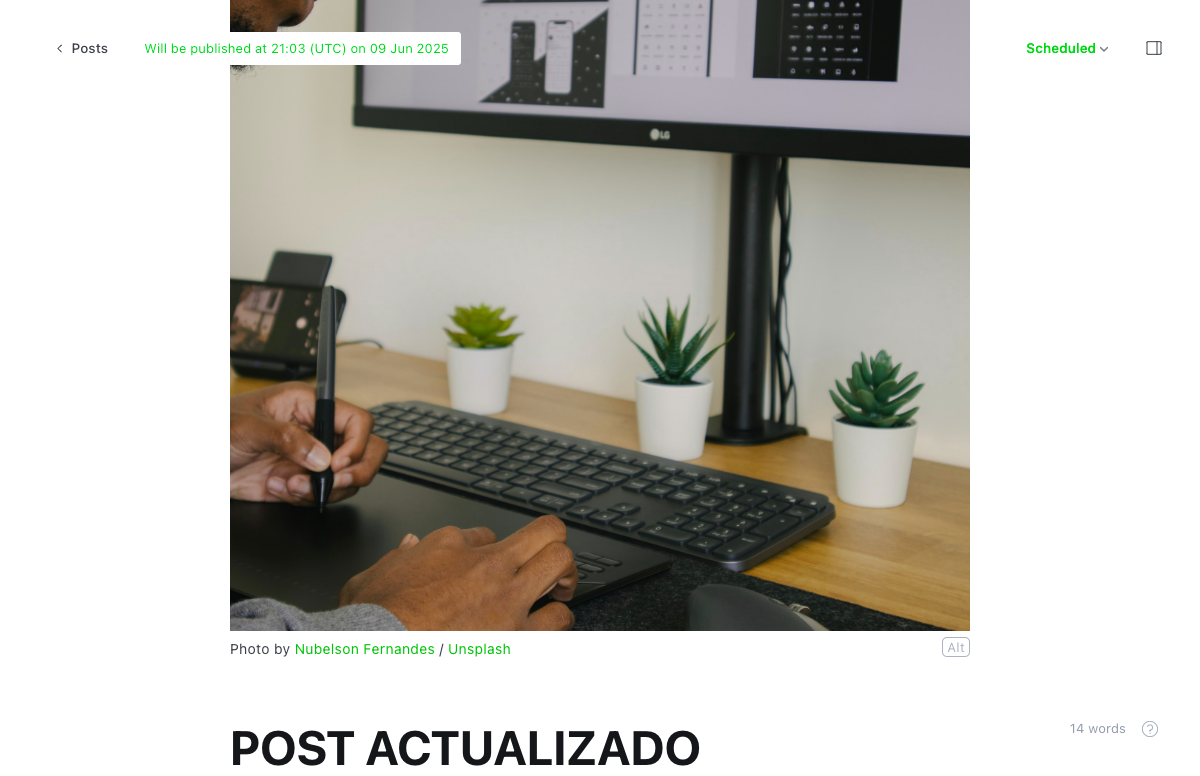 Posts
Will be published at 21:03 (UTC) on 09 Jun 2025
Scheduled
LG
Photo by Nubelson Fernandes / Unsplash
Alt
14 words
?
POST ACTUALIZADO